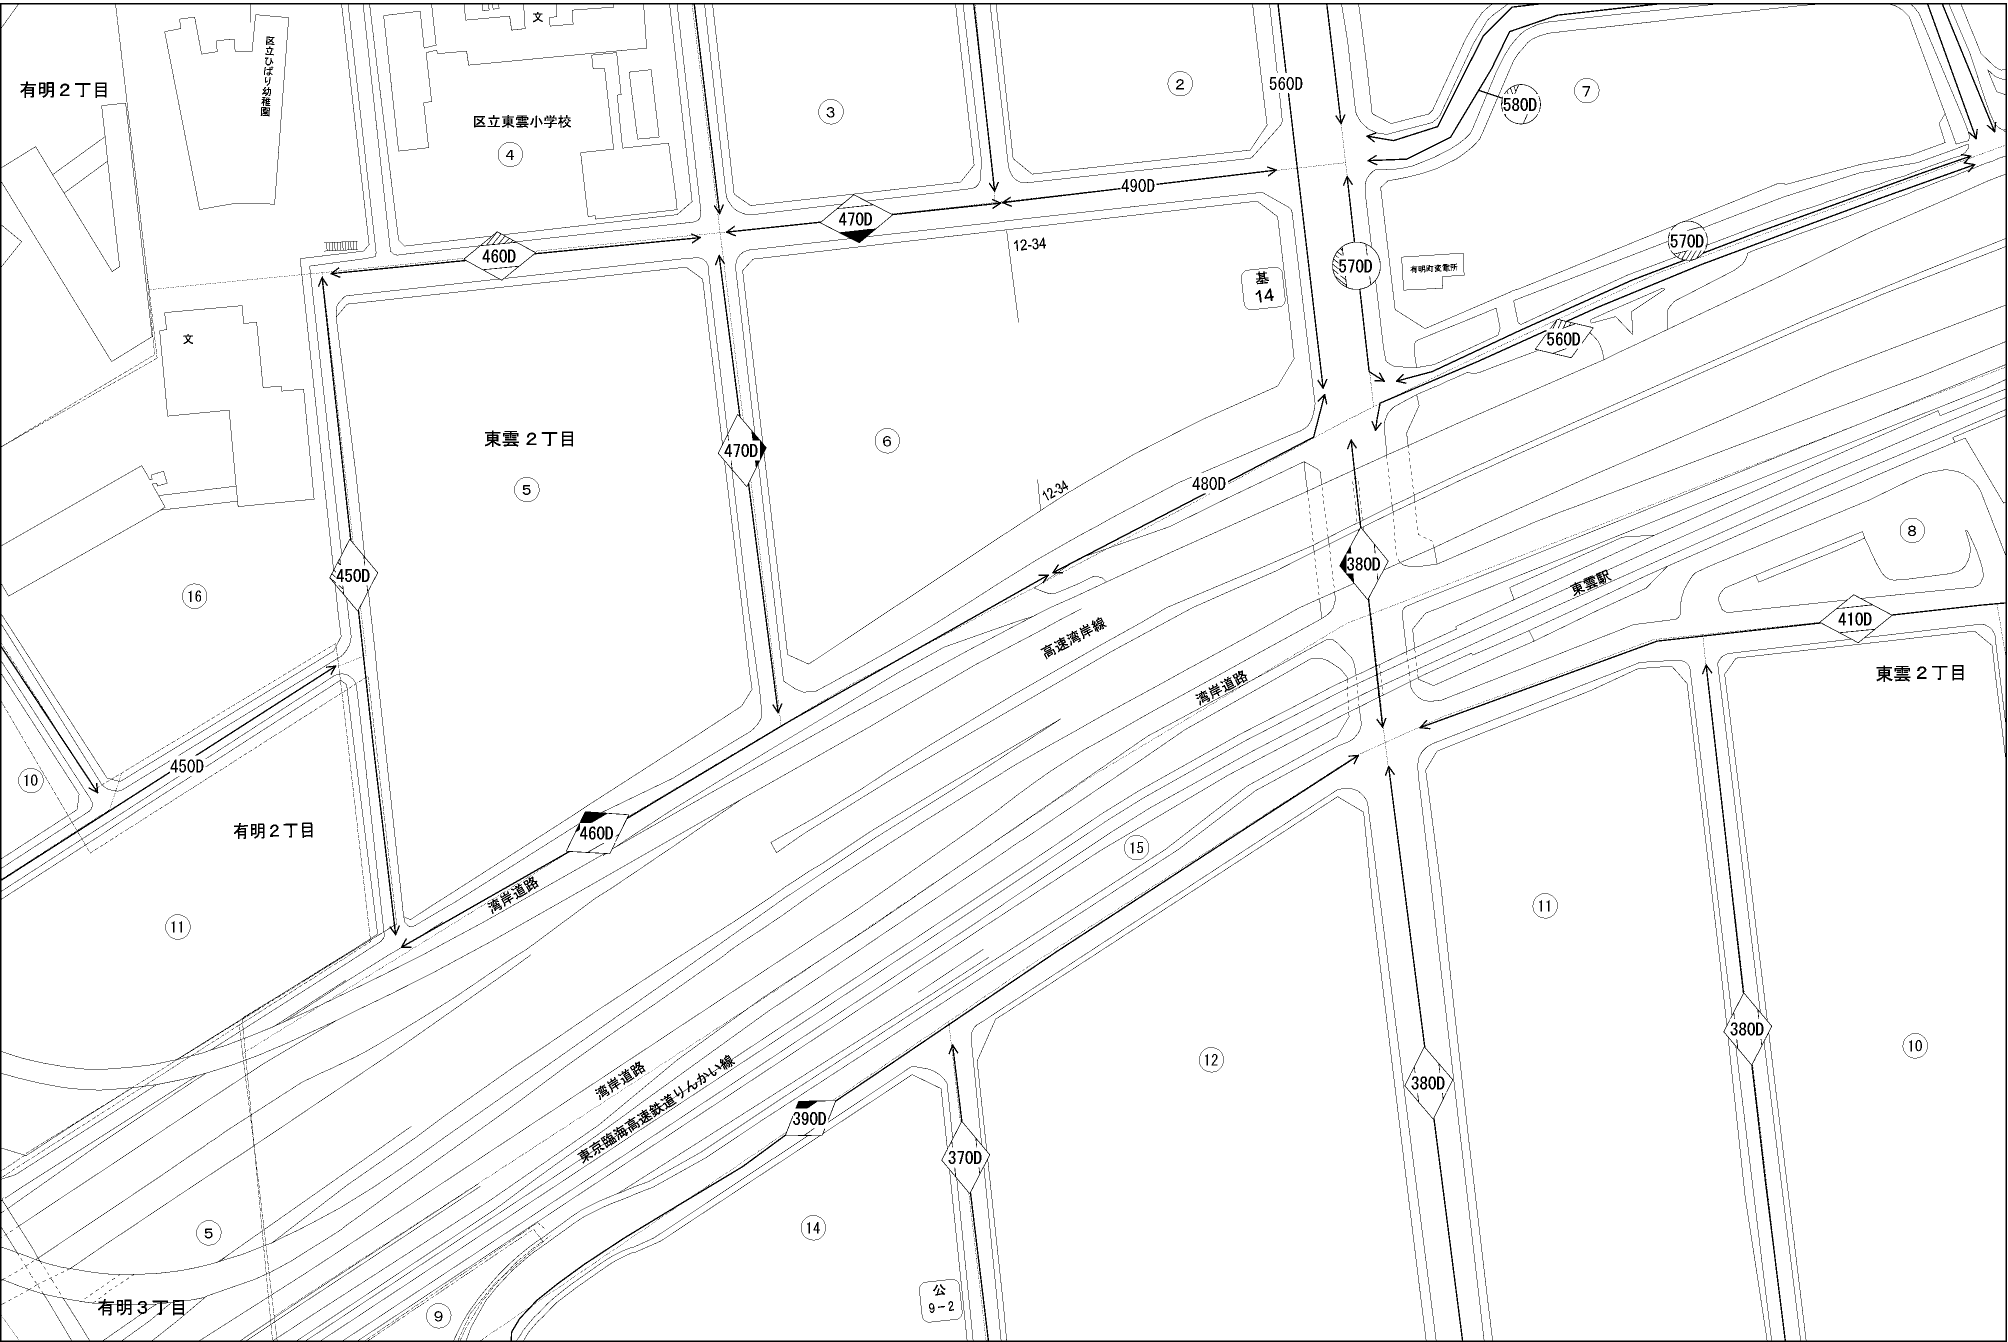 文
区立ひばり幼稚園
有明２丁目
560D
②
⑦
580D
③
区立東雲小学校
④
490D
470D
460D
12-34
570D
570D
有明町変電所
基
14
文
560D
東雲２丁目
⑥
470D
⑤
480D
12-34
⑧
380D
450D
東雲駅
⑯
410D
高速湾岸線
東雲２丁目
湾岸道路
450D
⑩
有明２丁目
460D
⑮
湾岸道路
⑪
⑪
380D
⑩
⑫
湾岸道路
東京臨海高速鉄道りんかい線
380D
390D
370D
⑭
⑤
公
9-2
有明３丁目
⑨